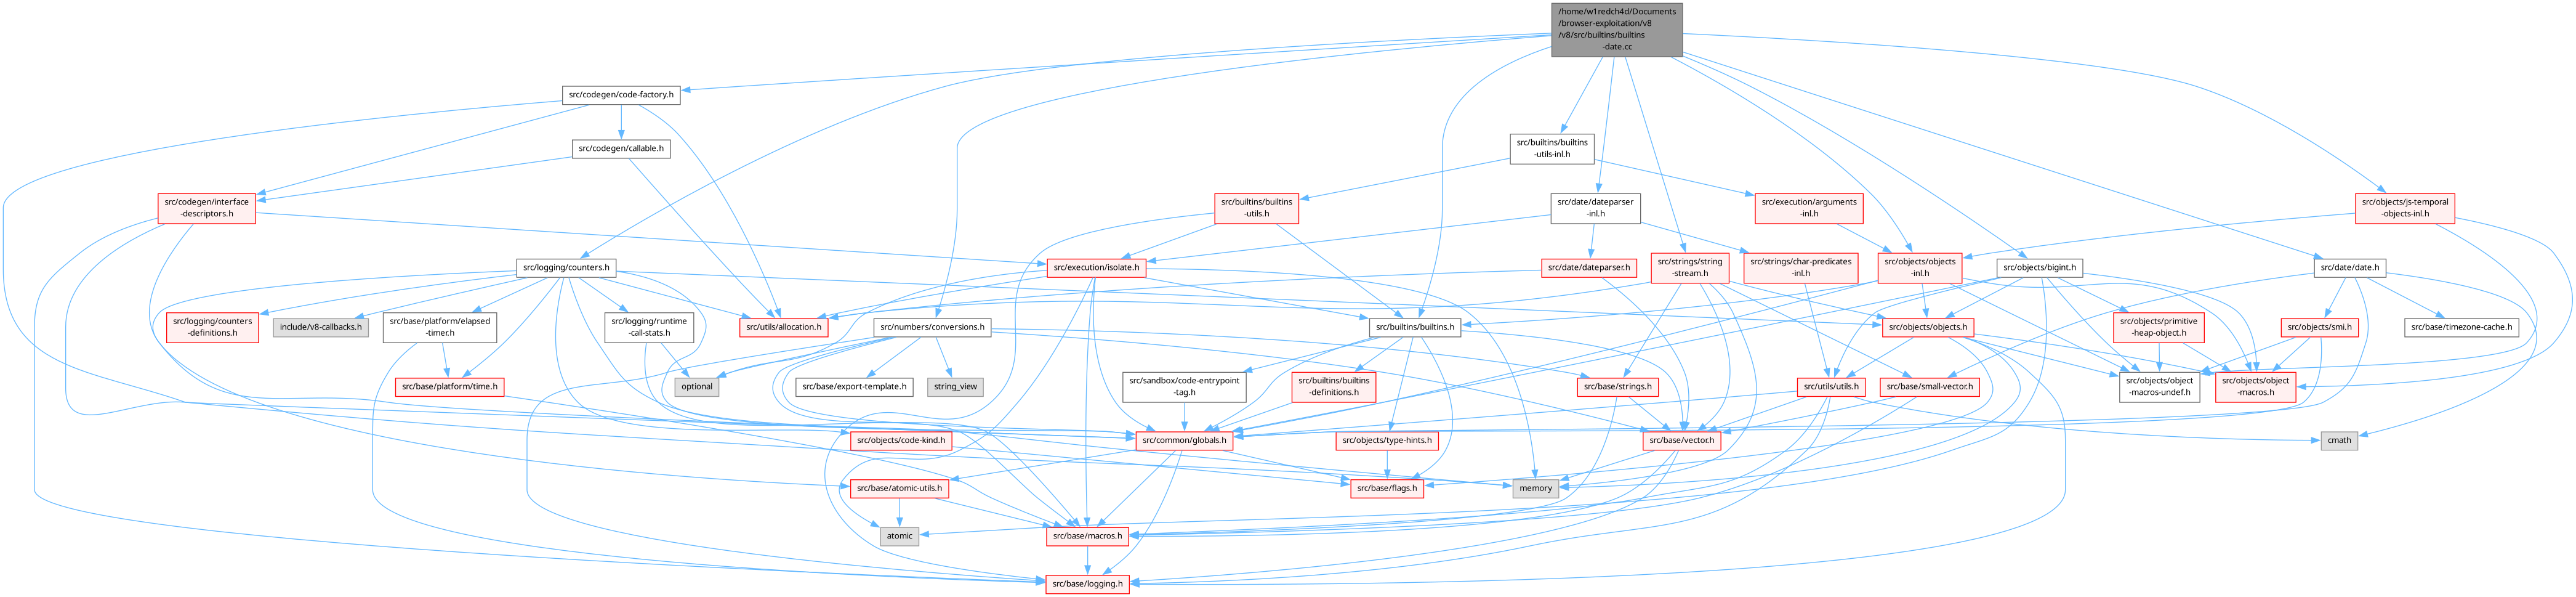 /home/w1redch4d/Documents
/browser-exploitation/v8
/v8/src/builtins/builtins
-date.cc
src/codegen/code-factory.h
src/codegen/callable.h
src/builtins/builtins
-utils-inl.h
src/codegen/interface
-descriptors.h
src/builtins/builtins
-utils.h
src/date/dateparser
-inl.h
src/execution/arguments
-inl.h
src/objects/js-temporal
-objects-inl.h
src/logging/counters.h
src/execution/isolate.h
src/date/dateparser.h
src/strings/string
-stream.h
src/strings/char-predicates
-inl.h
src/objects/objects
-inl.h
src/objects/bigint.h
src/date/date.h
src/logging/counters
-definitions.h
include/v8-callbacks.h
src/base/platform/elapsed
-timer.h
src/logging/runtime
-call-stats.h
src/utils/allocation.h
src/numbers/conversions.h
src/builtins/builtins.h
src/objects/objects.h
src/objects/primitive
-heap-object.h
src/objects/smi.h
src/base/timezone-cache.h
src/base/platform/time.h
optional
src/base/export-template.h
string_view
src/sandbox/code-entrypoint
-tag.h
src/builtins/builtins
-definitions.h
src/base/strings.h
src/utils/utils.h
src/base/small-vector.h
src/objects/object
-macros-undef.h
src/objects/object
-macros.h
src/objects/code-kind.h
src/common/globals.h
src/objects/type-hints.h
src/base/vector.h
cmath
src/base/atomic-utils.h
src/base/flags.h
memory
atomic
src/base/macros.h
src/base/logging.h